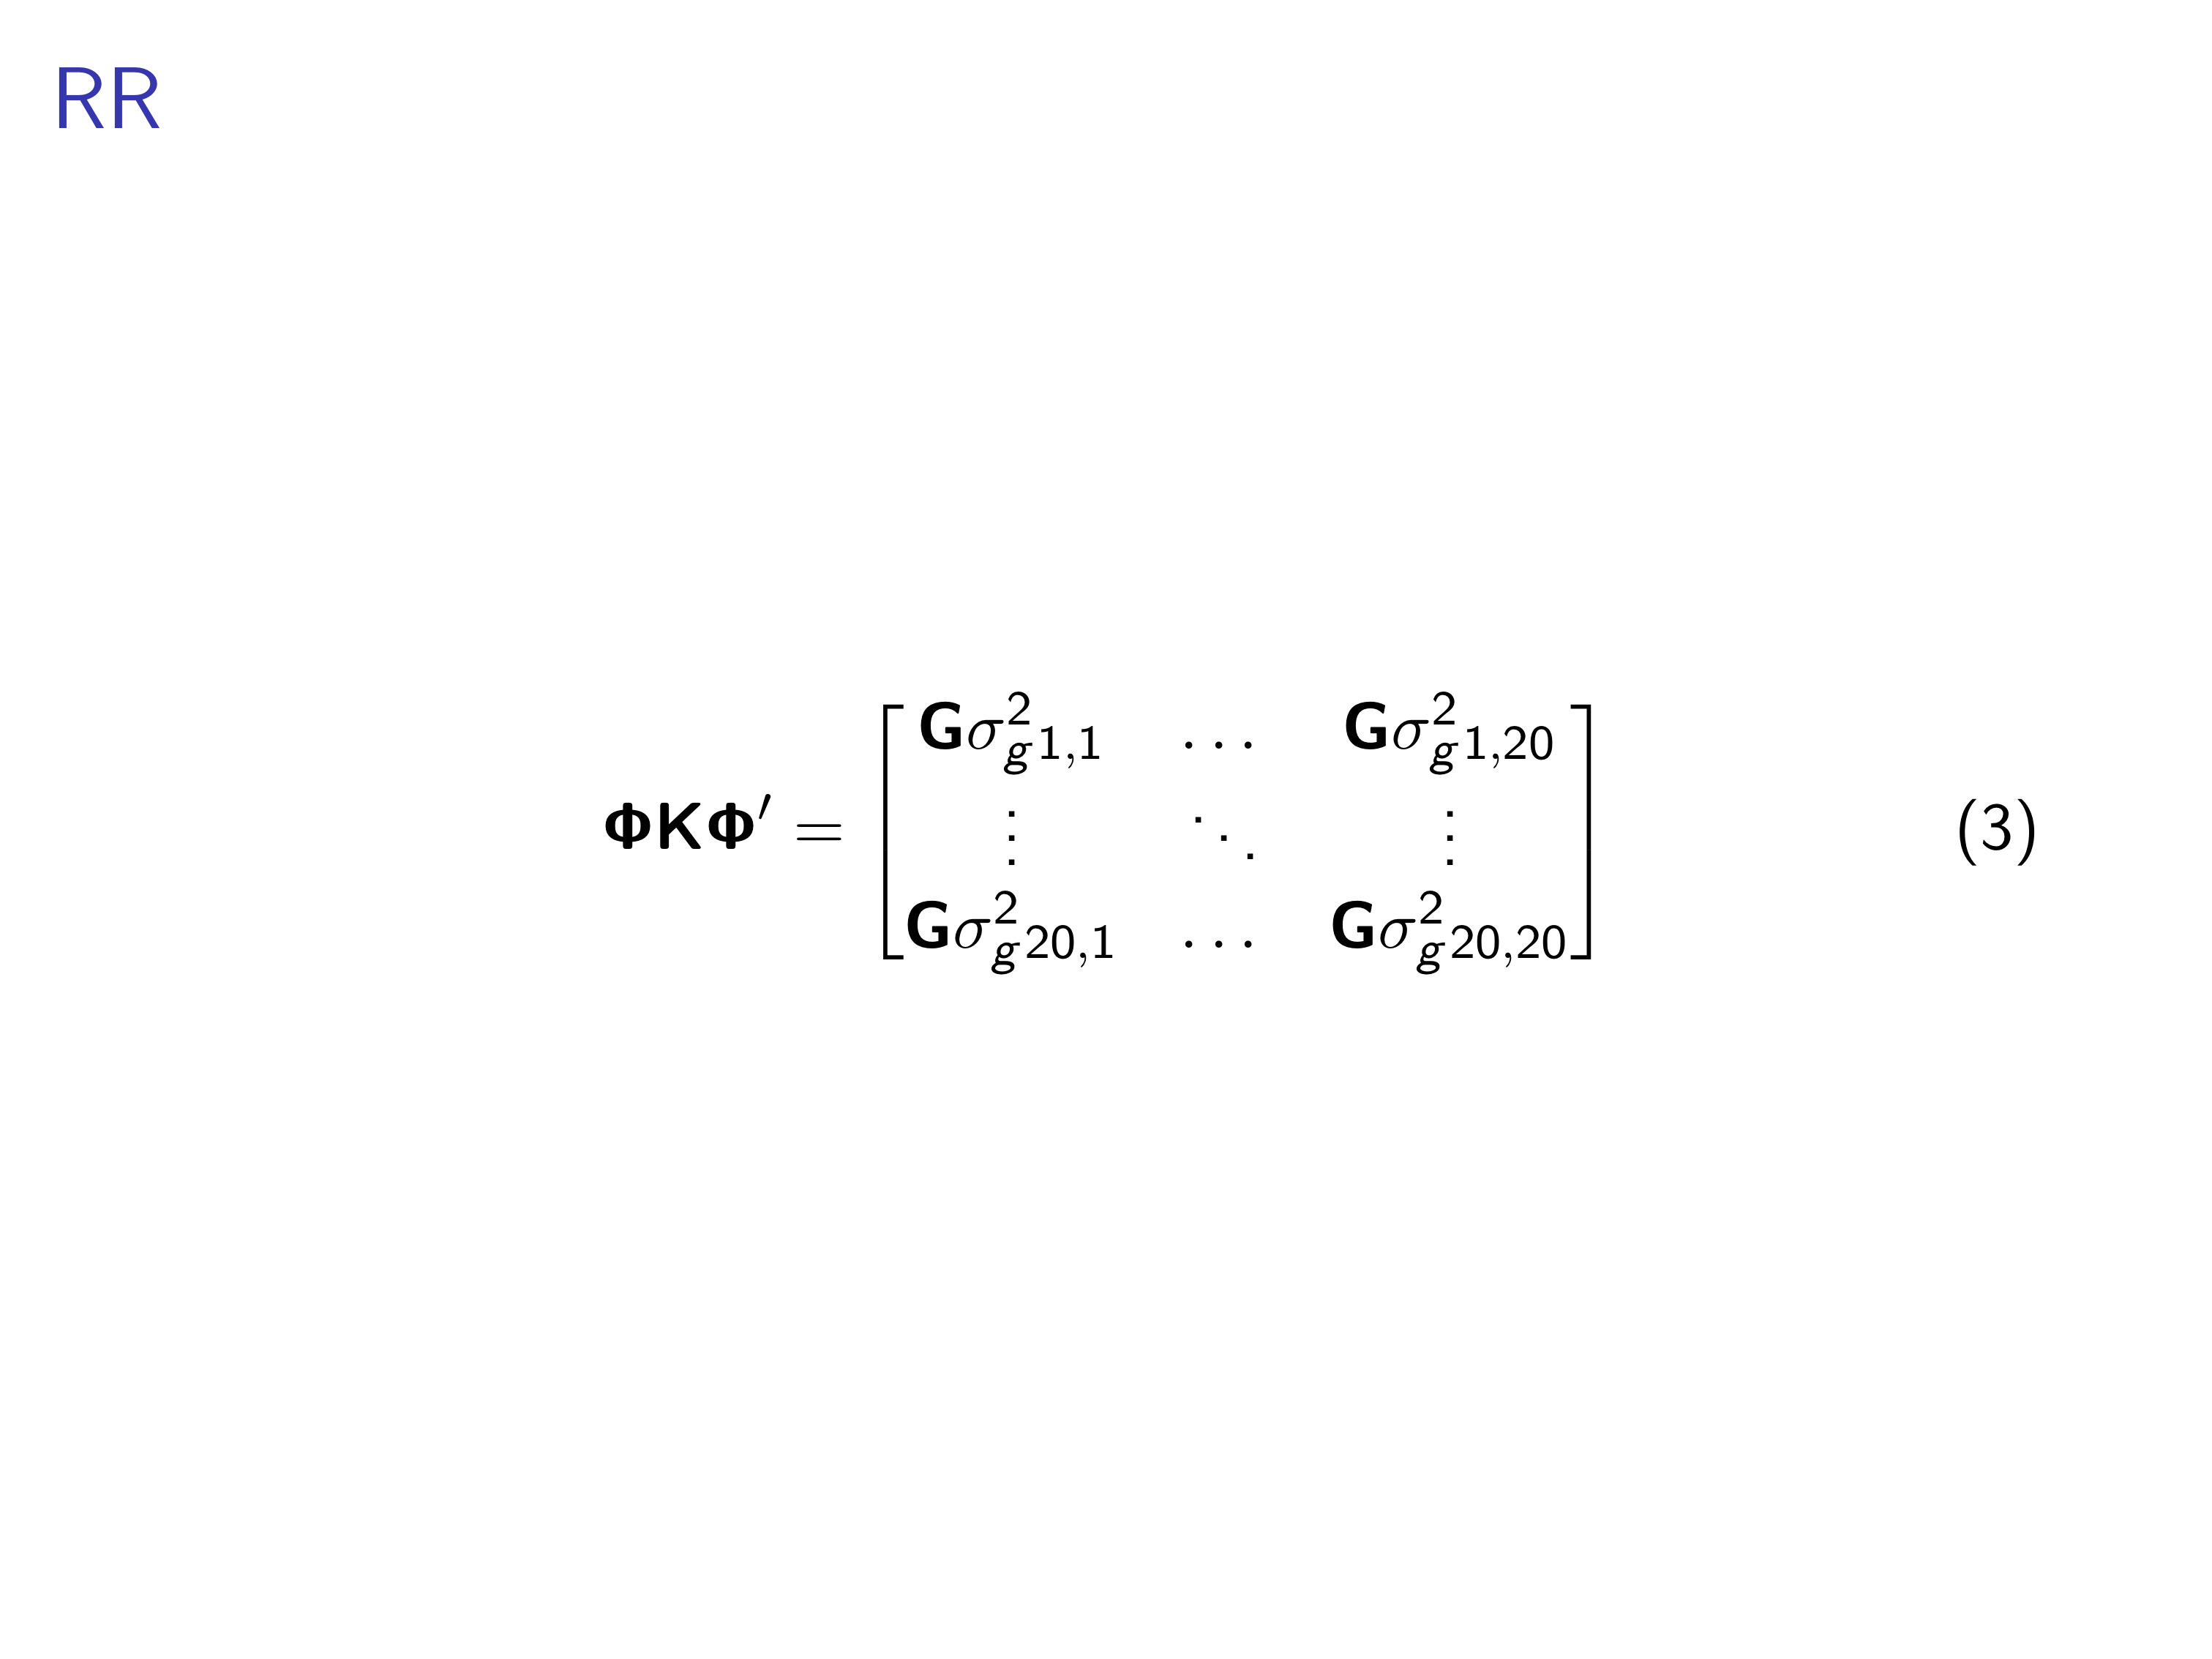 RR
ΦKΦ′ = [ Gσ²g1,1 … Gσ²g1,20
⋮ ⋱ ⋮
Gσ²g20,1 … Gσ²g20,20 ] (3)